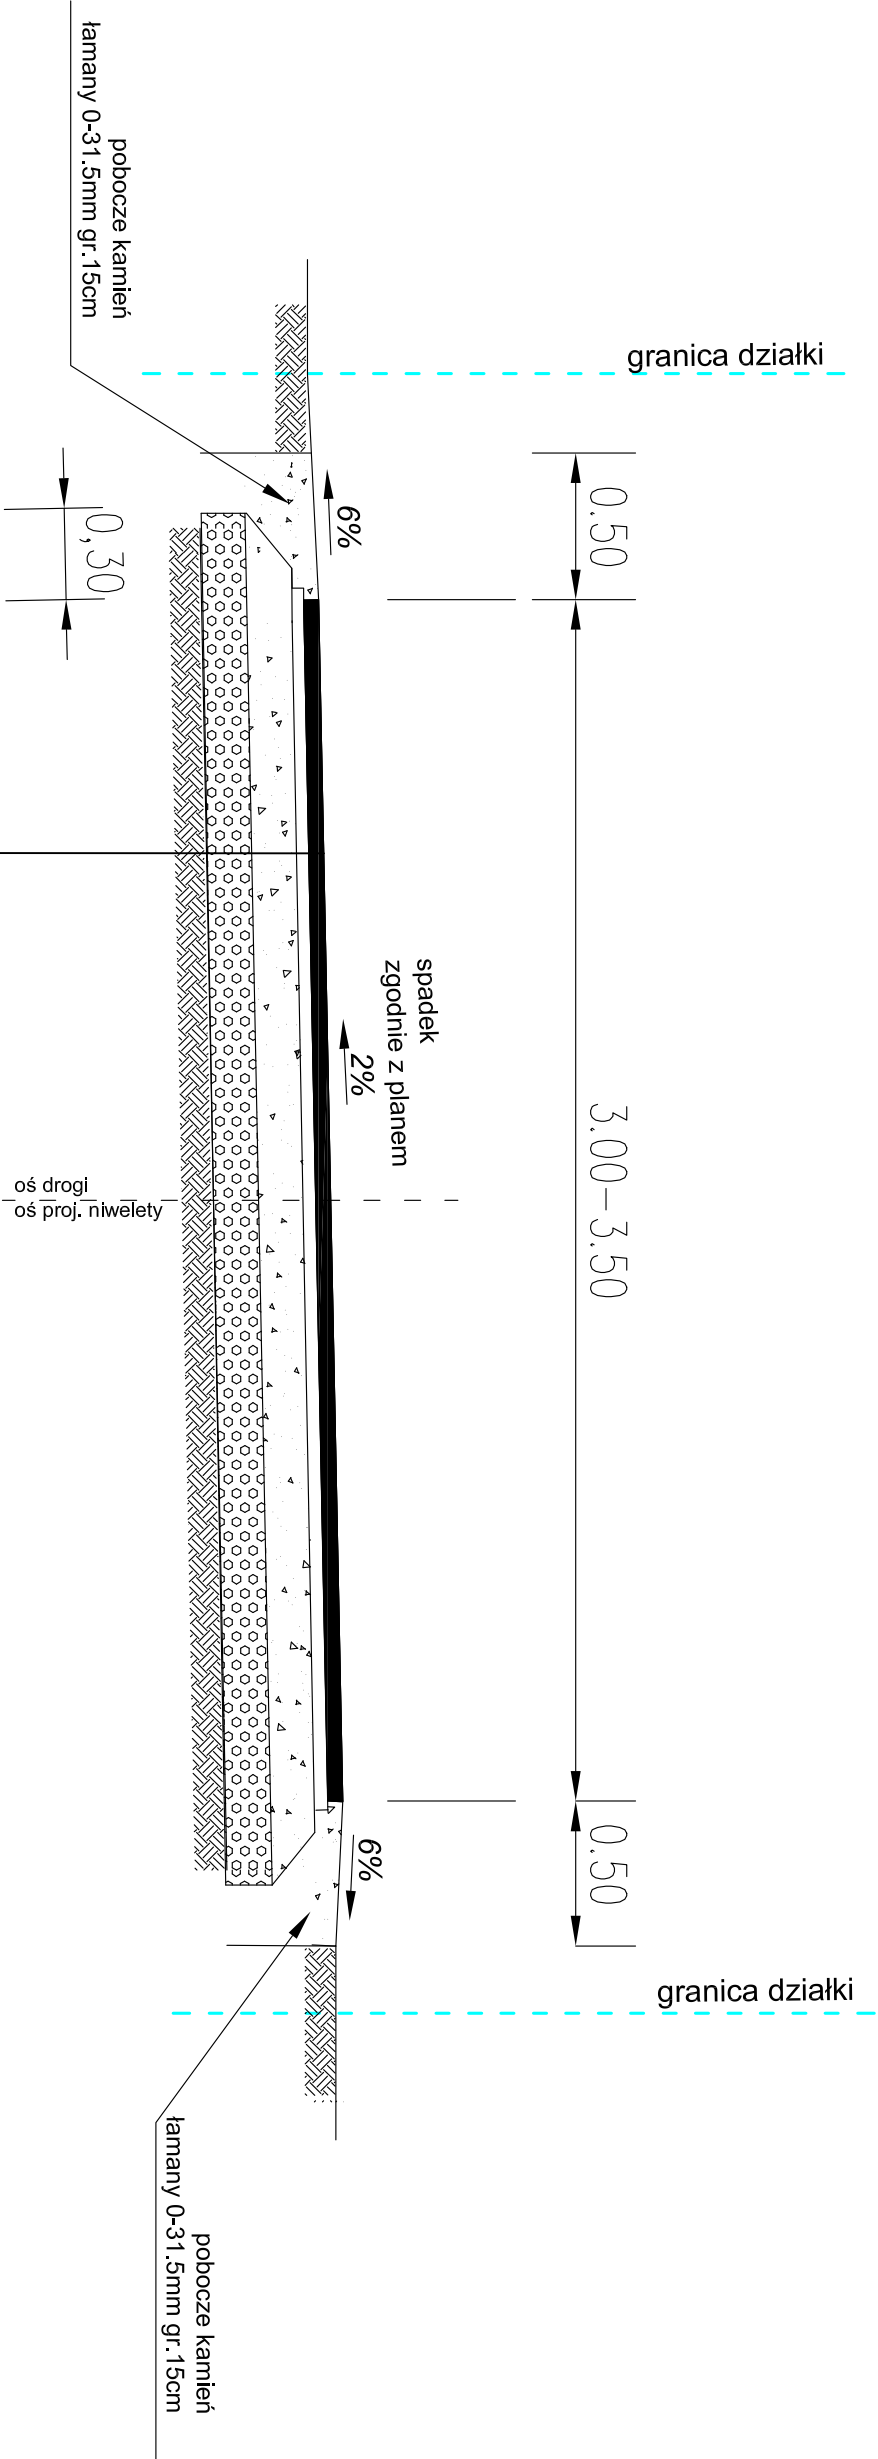 pobocze kamień
łamany 0-31.5mm gr.15cm
granica działki
0.50
6%
0,30
spadek
zgodnie z planem
2%
3.00-3.50
oś drogi
oś proj. niwelety
0.50
6%
granica działki
pobocze kamień
łamany 0-31.5mm gr.15cm